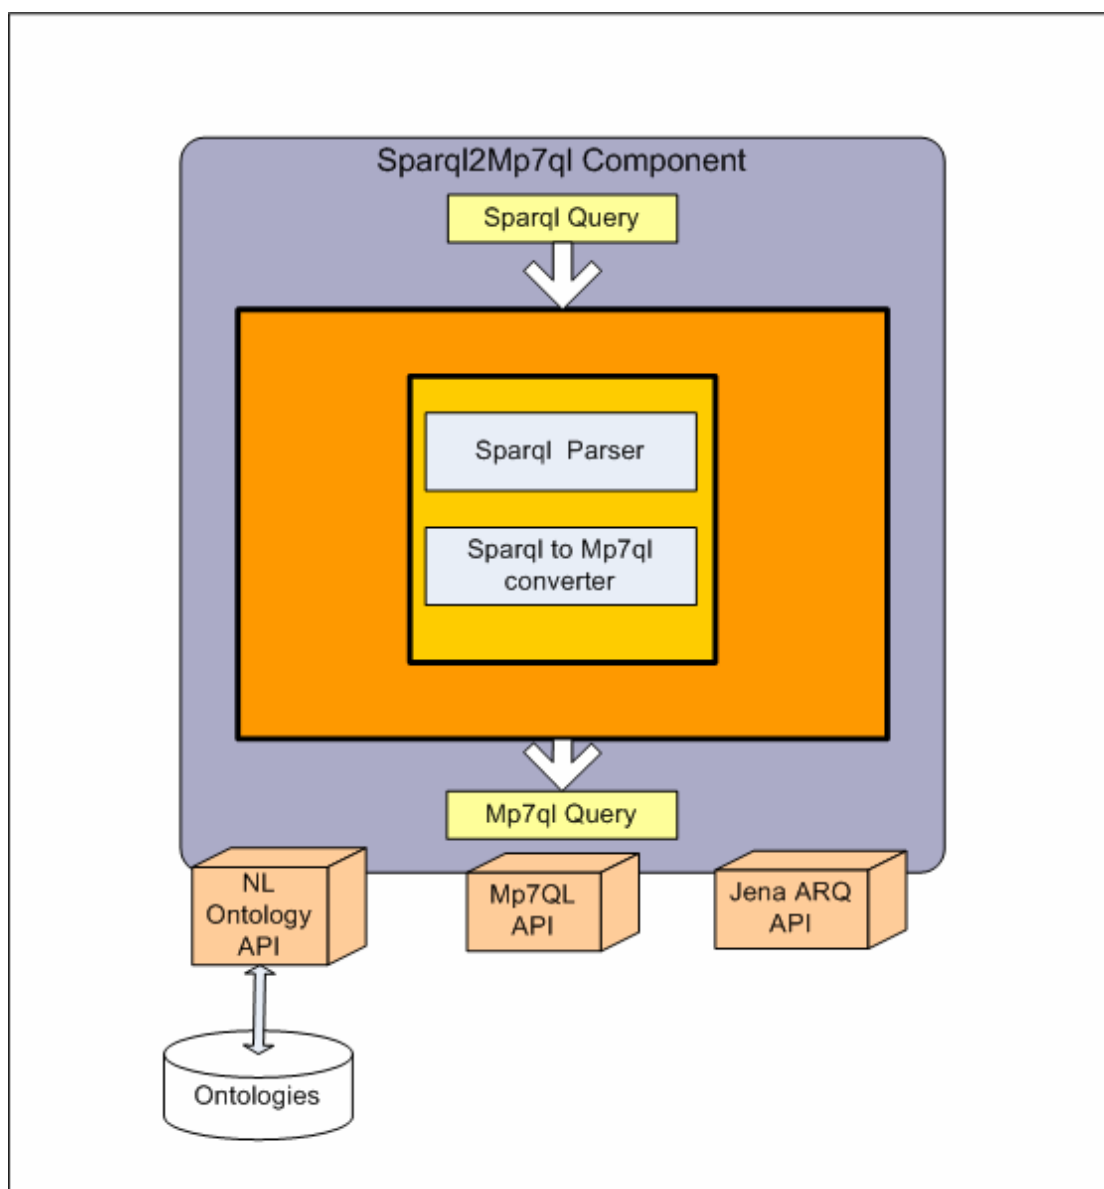 Sparql2Mp7ql Component
Sparql Query
Sparql Parser
Sparql to Mp7ql
converter
Mp7ql Query
NL
Ontology
API
Mp7QL
API
Jena ARQ
API
Ontologies